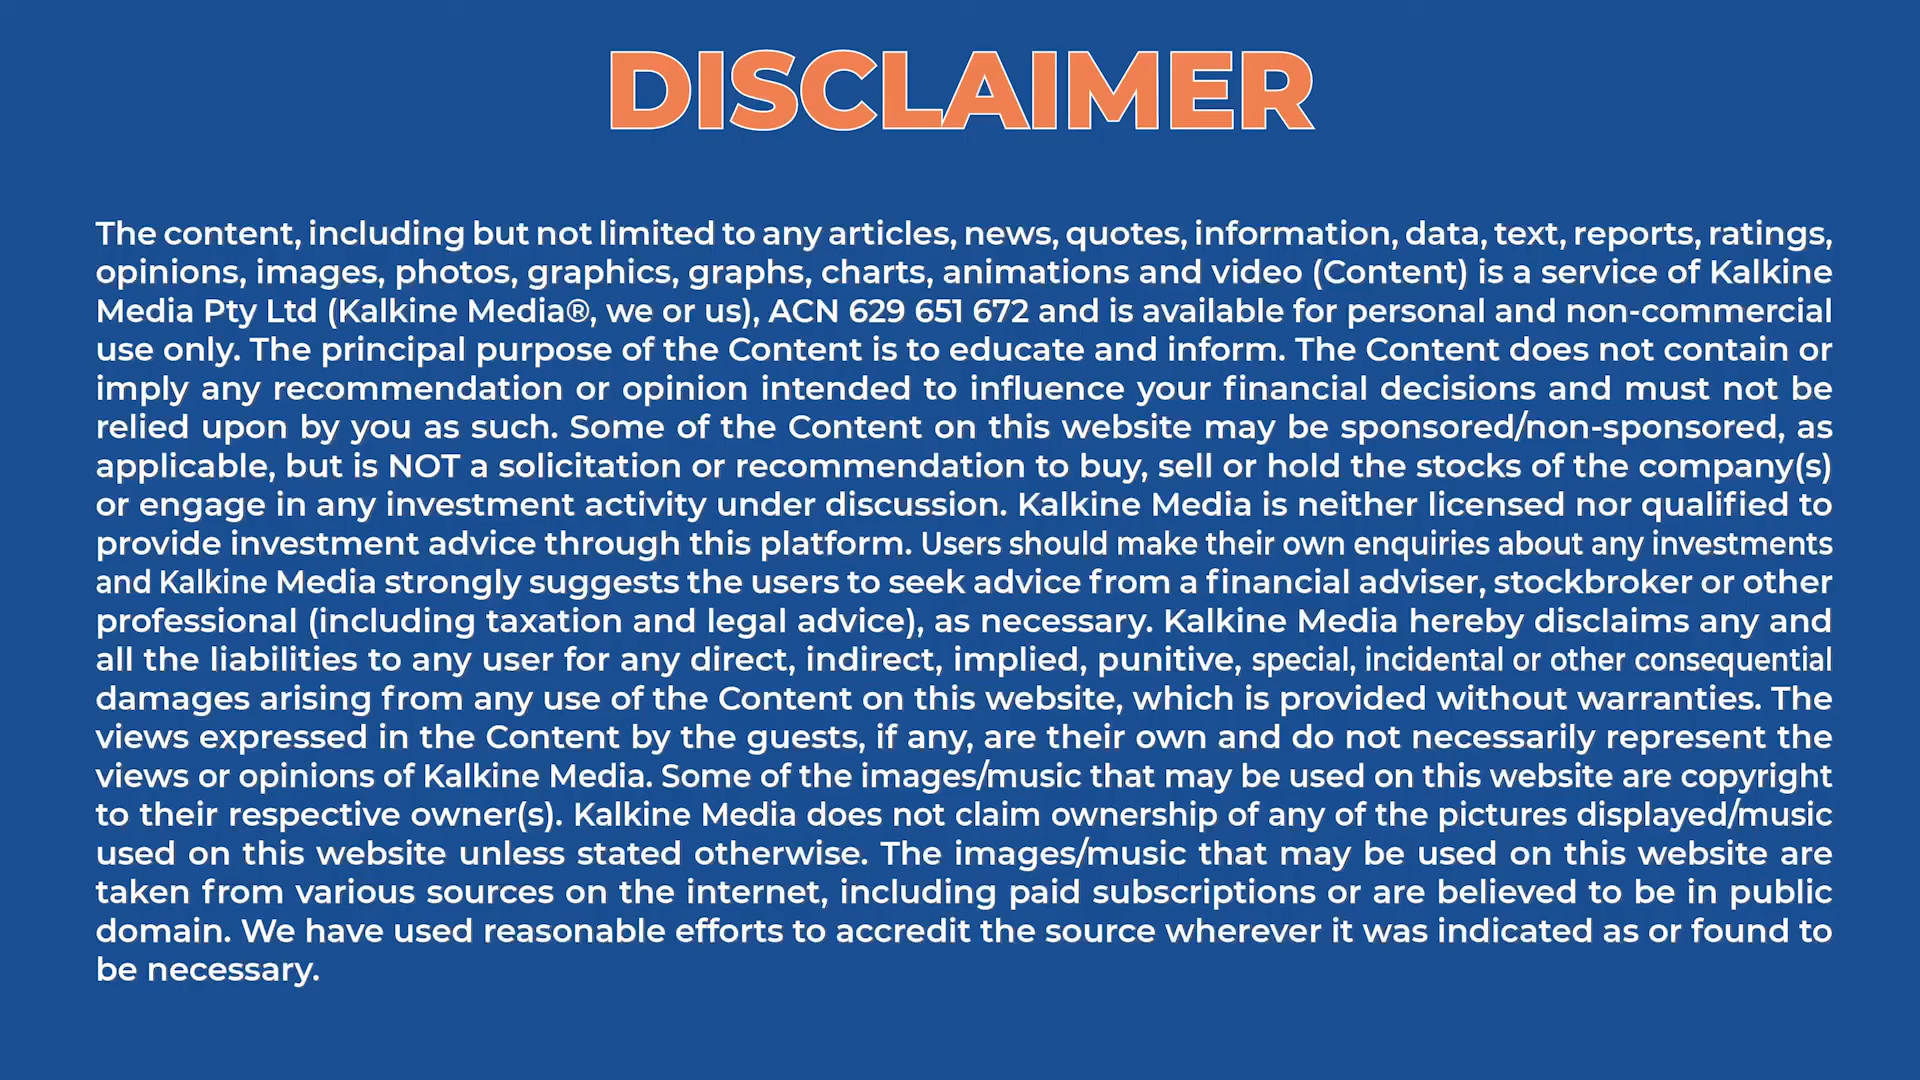 DISCLAIMER
The content, including but not limited to any articles, news, quotes, information, data, text, reports, ratings,
opinions, images, photos, graphics, graphs, charts, animations and video (Content) is a service of Kalkine
Media Pty Ltd (Kalkine Media®, we or us), ACN 629 651 672 and is available for personal and non-commercial
use only. The principal purpose of the Content is to educate and inform. The Content does not contain or
imply any recommendation or opinion intended to influence your financial decisions and must not be
relied upon by you as such. Some of the Content on this website may be sponsored/non-sponsored, as
applicable, but is NOT a solicitation or recommendation to buy, sell or hold the stocks of the company(s)
or engage in any investment activity under discussion. Kalkine Media is neither licensed nor qualified to
provide investment advice through this platform. Users should make their own enquiries about any investments
and Kalkine Media strongly suggests the users to seek advice from a financial adviser, stockbroker or other
professional (including taxation and legal advice), as necessary. Kalkine Media hereby disclaims any and
all the liabilities to any user for any direct, indirect, implied, punitive, special, incidental or other consequential
damages arising from any use of the Content on this website, which is provided without warranties. The
views expressed in the Content by the guests, if any, are their own and do not necessarily represent the
views or opinions of Kalkine Media. Some of the images/music that may be used on this website are copyright
to their respective owner(s). Kalkine Media does not claim ownership of any of the pictures displayed/music
used on this website unless stated otherwise. The images/music that may be used on this website are
taken from various sources on the internet, including paid subscriptions or are believed to be in public
domain. We have used reasonable efforts to accredit the source wherever it was indicated as or found to
be necessary.